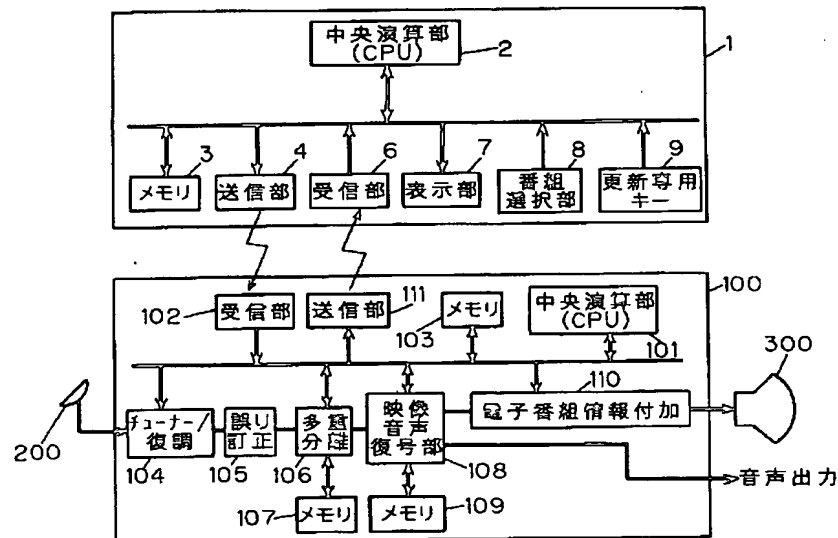 中央演算部
(CPU)
2
1
3
4
6
7
8
9
メモリ
送信部
受信部
表示部
番組
選択部
更新専用
キー
102
受信部
送信部
111
103
メモリ
中央演算部
(CPU)
101
100
300
110
200
チューナー/
復調
104
誤り
訂正
105
多重
分離
106
映像
音声
復号部
108
電子番組情報付加
音声出力
107
メモリ
メモリ
109